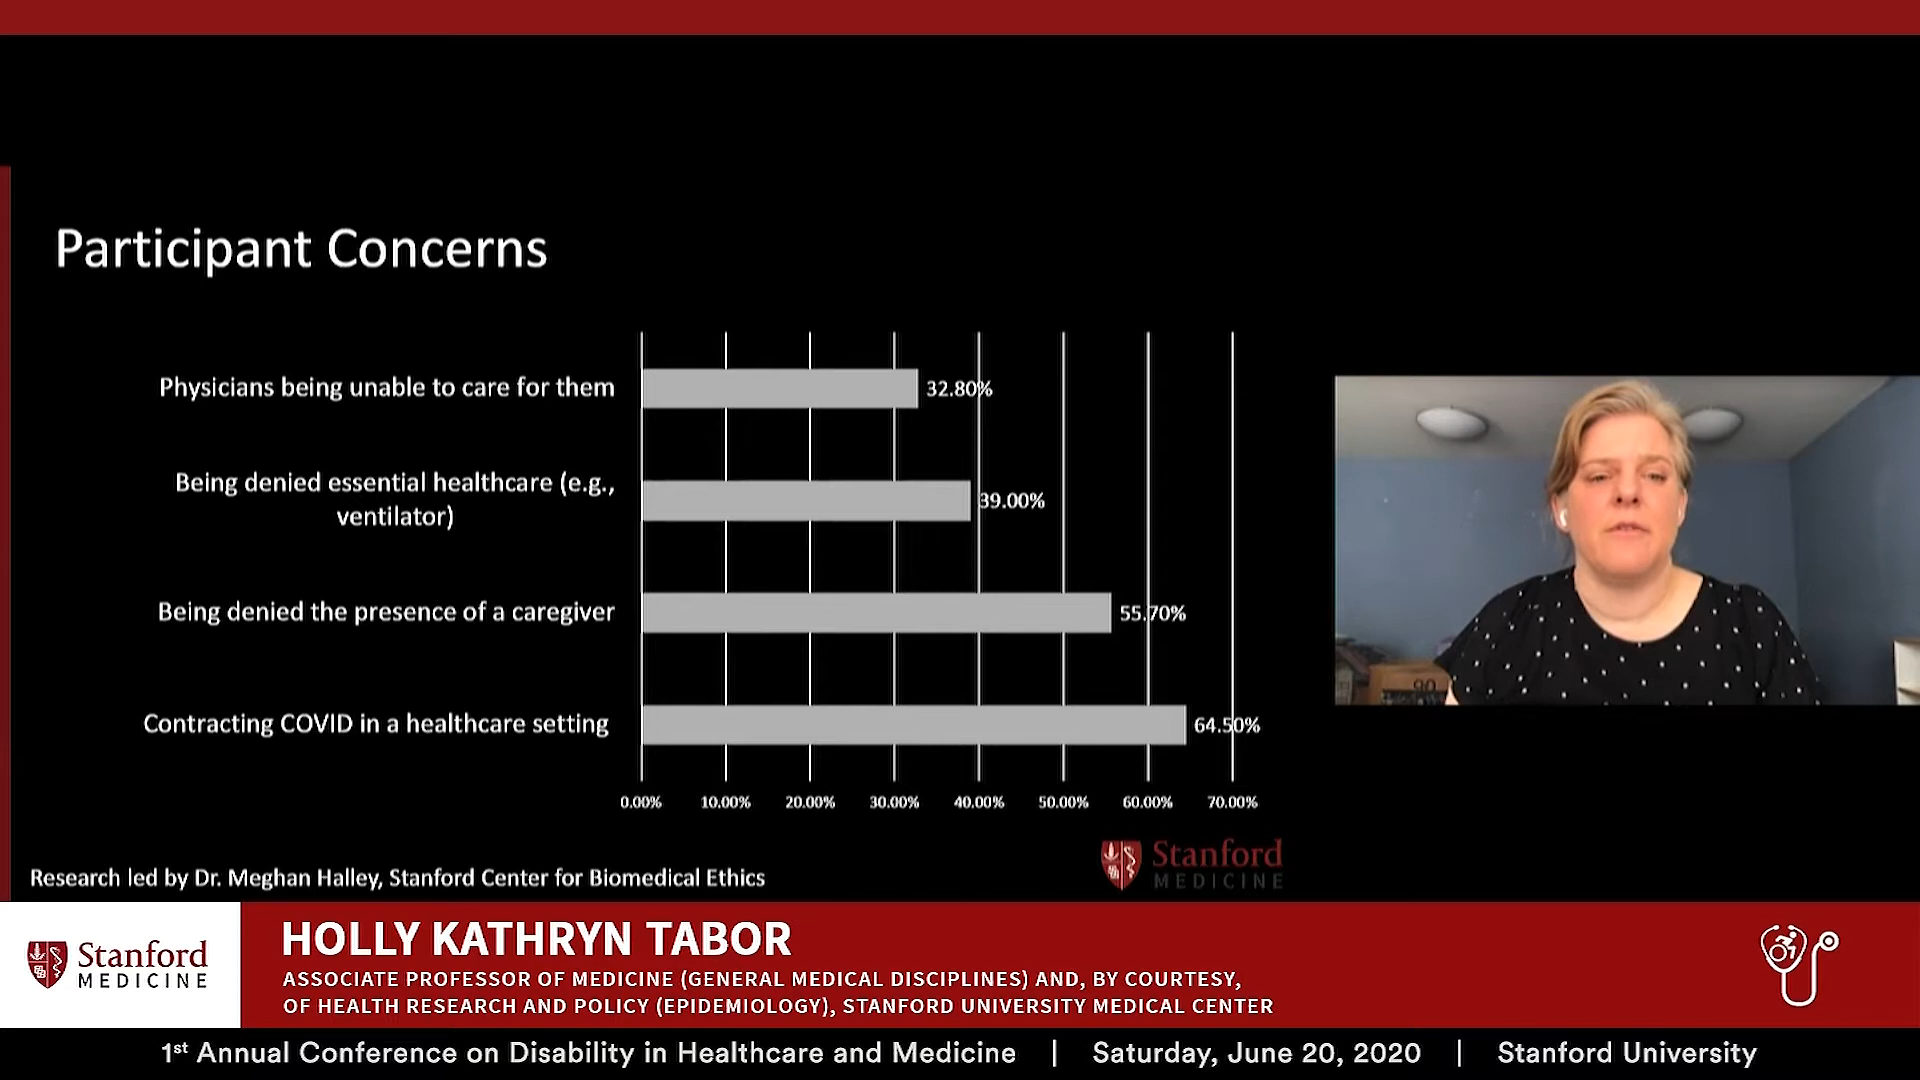 Participant Concerns
Physicians being unable to care for them
32.80%
Being denied essential healthcare (e.g.,
ventilator)
39.00%
Being denied the presence of a caregiver
55.70%
Contracting COVID in a healthcare setting
64.50%
0.00% 10.00% 20.00% 30.00% 40.00% 50.00% 60.00% 70.00%
Stanford
MEDICINE
Research led by Dr. Meghan Halley, Stanford Center for Biomedical Ethics
Stanford
MEDICINE
HOLLY KATHRYN TABOR
ASSOCIATE PROFESSOR OF MEDICINE (GENERAL MEDICAL DISCIPLINES) AND, BY COURTESY,
OF HEALTH RESEARCH AND POLICY (EPIDEMIOLOGY), STANFORD UNIVERSITY MEDICAL CENTER
1st Annual Conference on Disability in Healthcare and Medicine | Saturday, June 20, 2020 | Stanford University